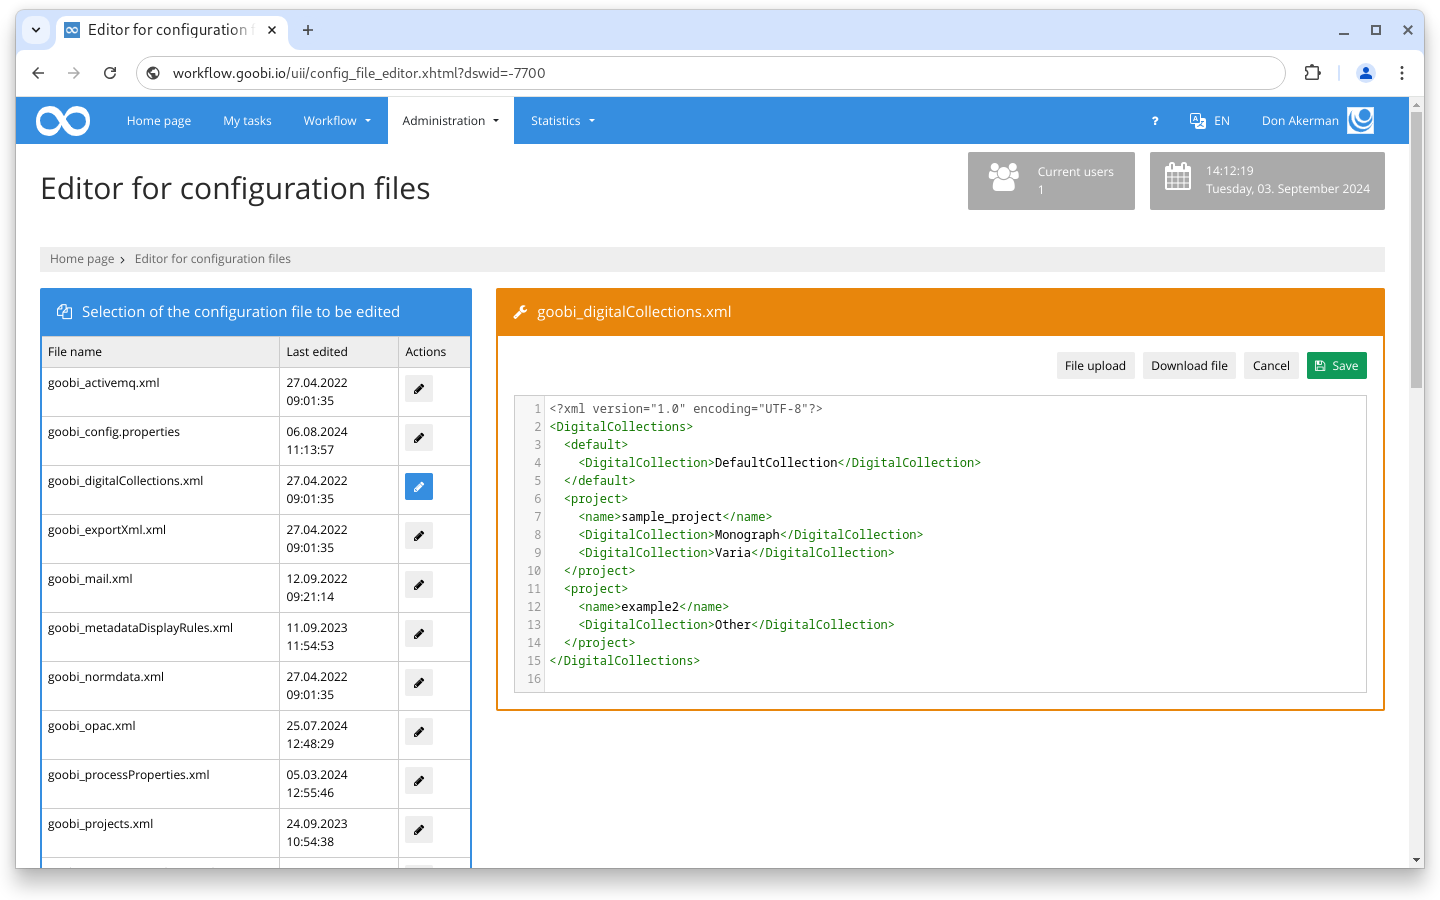 Editor for configuration f
workflow.goobi.io/uii/config_file_editor.xhtml?dswid=-7700
Home page
My tasks
Workflow
Administration
Statistics
?
EN
Don Akerman
Editor for configuration files
Current users
1
14:12:19
Tuesday, 03. September 2024
Home page
Editor for configuration files
Selection of the configuration file to be edited
File name Last edited Actions
goobi_activemq.xml 27.04.2022
09:01:35
goobi_config.properties 06.08.2024
11:13:57
goobi_digitalCollections.xml 27.04.2022
09:01:35
goobi_exportXml.xml 27.04.2022
09:01:35
goobi_mail.xml 12.09.2022
09:21:14
goobi_metadataDisplayRules.xml 11.09.2023
11:54:53
goobi_normdata.xml 27.04.2022
09:01:35
goobi_opac.xml 25.07.2024
12:48:29
goobi_processProperties.xml 05.03.2024
12:55:46
goobi_projects.xml 24.09.2023
10:54:38
goobi_digitalCollections.xml
File upload
Download file
Cancel
Save
1 <?xml version="1.0" encoding="UTF-8"?>
2 <DigitalCollections>
3   <default>
4     <DigitalCollection>DefaultCollection</DigitalCollection>
5   </default>
6   <project>
7     <name>sample_project</name>
8     <DigitalCollection>Monograph</DigitalCollection>
9     <DigitalCollection>Varia</DigitalCollection>
10   </project>
11   <project>
12     <name>example2</name>
13     <DigitalCollection>Other</DigitalCollection>
14   </project>
15 </DigitalCollections>
16